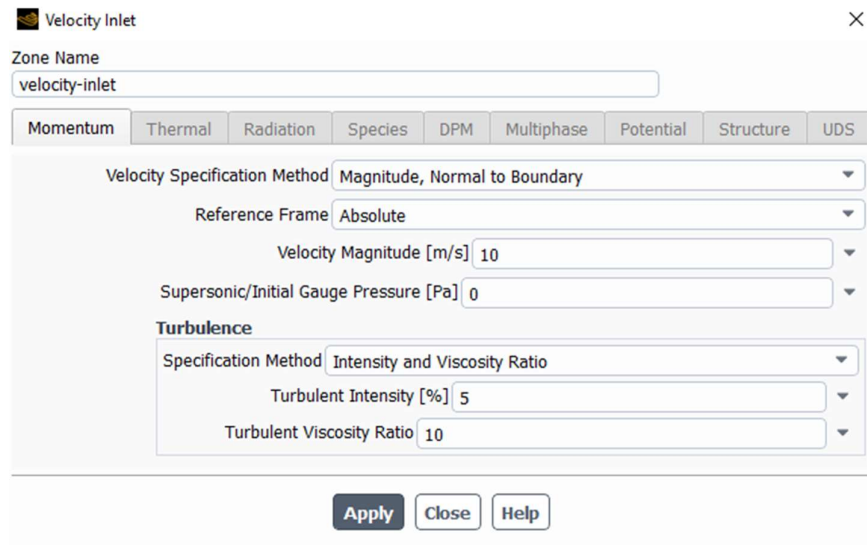 Velocity Inlet
Zone Name
velocity-inlet
Momentum Thermal Radiation Species DPM Multiphase Potential Structure UDS
Velocity Specification Method Magnitude, Normal to Boundary
Reference Frame Absolute
Velocity Magnitude [m/s] 10
Supersonic/Initial Gauge Pressure [Pa] 0
Turbulence
Specification Method Intensity and Viscosity Ratio
Turbulent Intensity [%] 5
Turbulent Viscosity Ratio 10
Apply Close Help